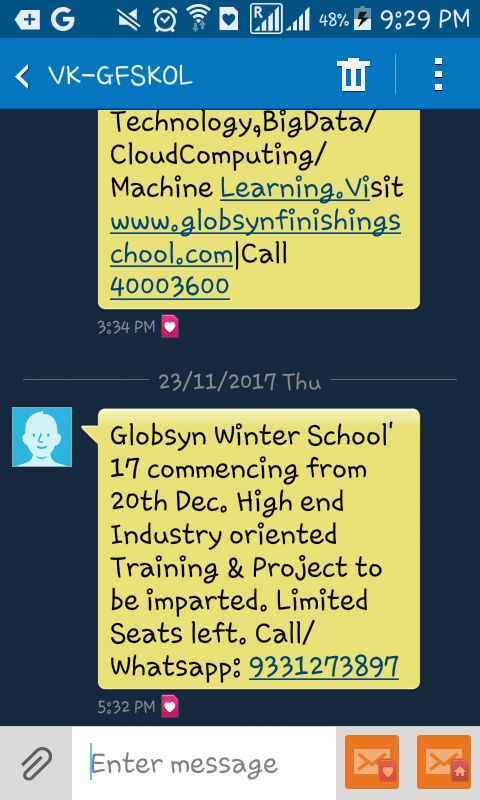 48% 9:29 PM
VK-GFSKOL
Technology,BigData/
CloudComputing/
Machine Learning.Visit
www.globsynfinishings
chool.com|Call
40003600
3:34 PM
23/11/2017 Thu
Globsyn Winter School'
17 commencing from
20th Dec. High end
Industry oriented
Training & Project to
be imparted. Limited
Seats left. Call/
Whatsapp: 9331273897
5:32 PM
Enter message